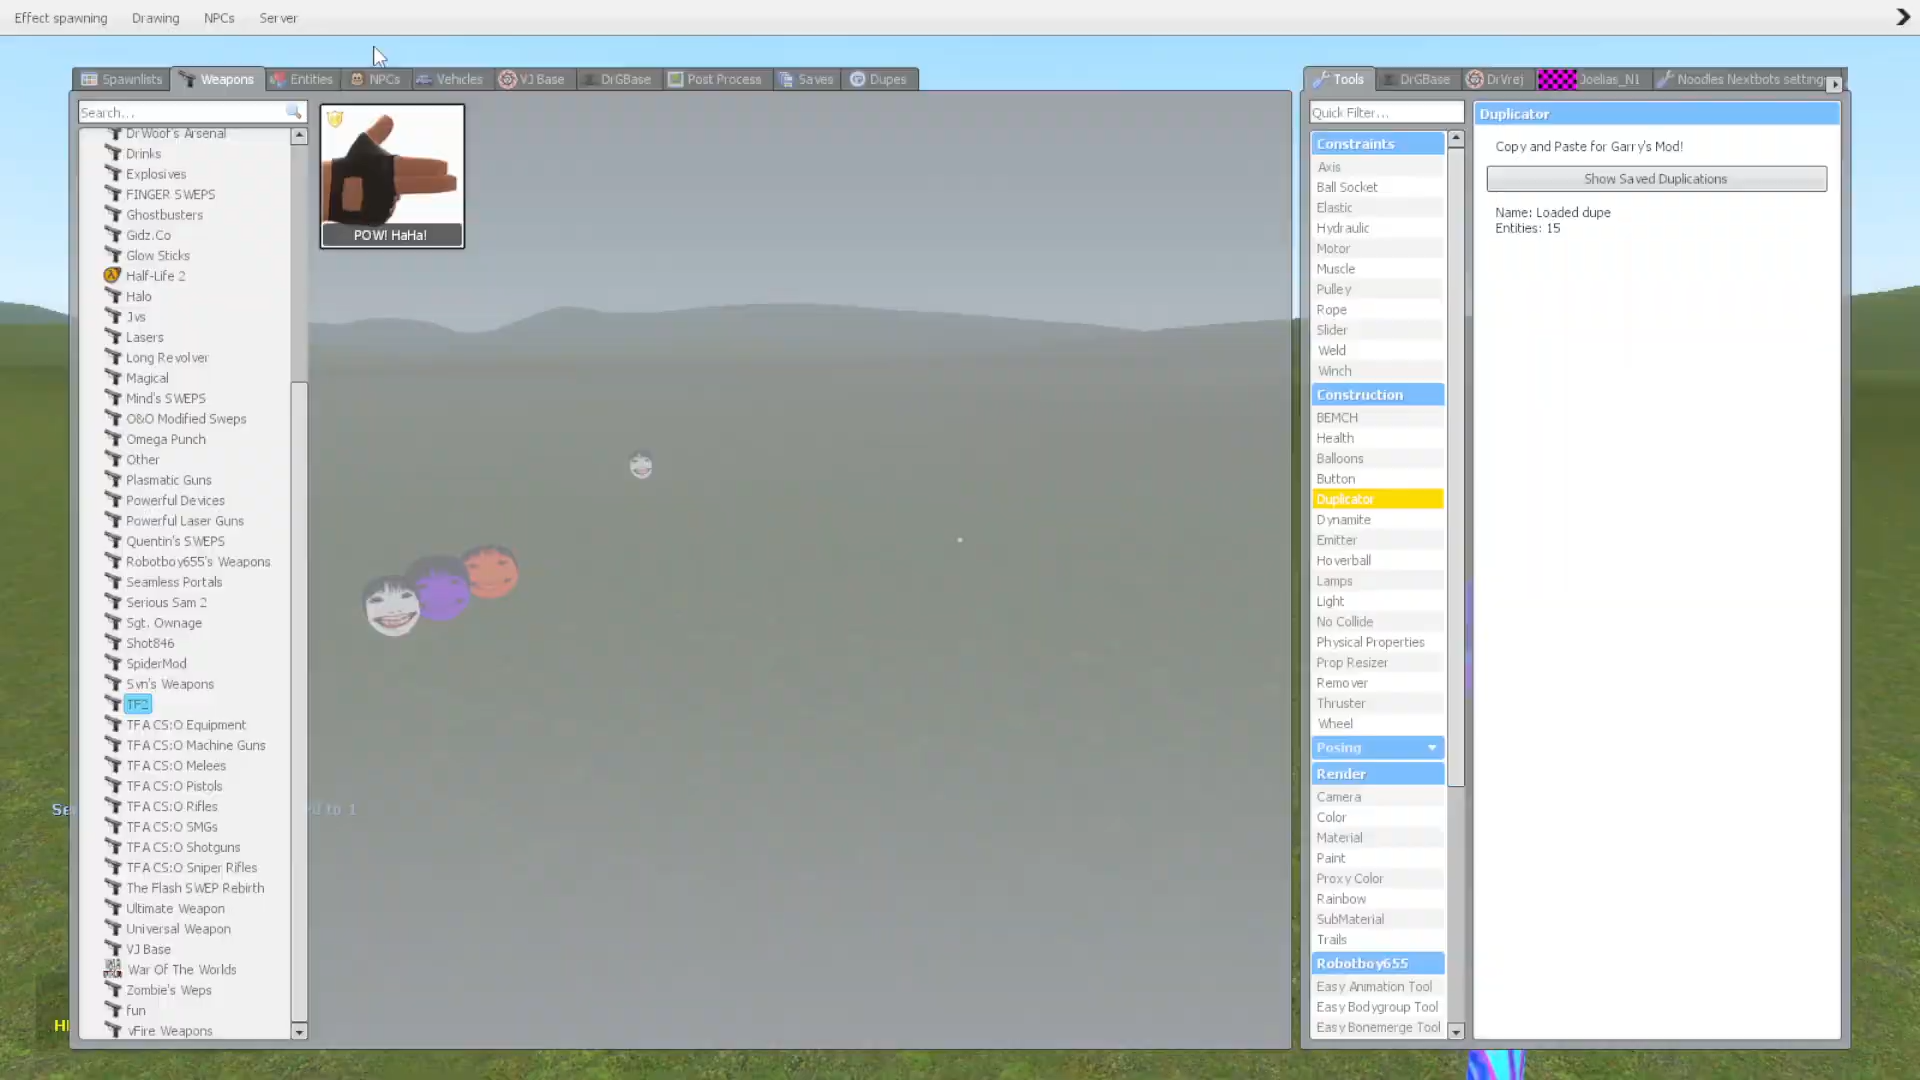 Effect spawning Drawing NPCs Server
Spawnlists Weapons Entities NPCs Vehicles VJ Base DrGBase Post Process Saves Dupes
Search...
DrWoof's Arsenal
Drinks
Explosives
FINGER SWEPS
Ghostbusters
Gidz.Co
Glow Sticks
Half-Life 2
Halo
Jvs
Lasers
Long Revolver
Magical
Mind's SWEPS
O&O Modified Sweps
Omega Punch
Other
Plasmatic Guns
Powerful Devices
Powerful Laser Guns
Quentin's SWEPS
Robotboy655's Weapons
Seamless Portals
Serious Sam 2
Sgt. Ownage
Shot846
SpiderMod
Svn's Weapons
TF2
TFA CS:O Equipment
TFA CS:O Machine Guns
TFA CS:O Melees
TFA CS:O Pistols
TFA CS:O Rifles
TFA CS:O SMGs
TFA CS:O Shotguns
TFA CS:O Sniper Rifles
The Flash SWEP Rebirth
Ultimate Weapon
Universal Weapon
VJ Base
War Of The Worlds
Zombie's Weps
fun
vFire Weapons
POW! HaHa!
to 1
Tools DrGBase DrVrej Joelias_N1 Noodles Nextbots setting
Quick Filter...
Constraints
Axis
Ball Socket
Elastic
Hydraulic
Motor
Muscle
Pulley
Rope
Slider
Weld
Winch
Construction
BEMCH
Health
Balloons
Button
Duplicator
Dynamite
Emitter
Hoverball
Lamps
Light
No Collide
Physical Properties
Prop Resizer
Remover
Thruster
Wheel
Posing
Render
Camera
Color
Material
Paint
Proxy Color
Rainbow
SubMaterial
Trails
Robotboy655
Easy Animation Tool
Easy Bodygroup Tool
Easy Bonemerge Tool
Duplicator
Copy and Paste for Garry's Mod!
Show Saved Duplications
Name: Loaded dupe
Entities: 15